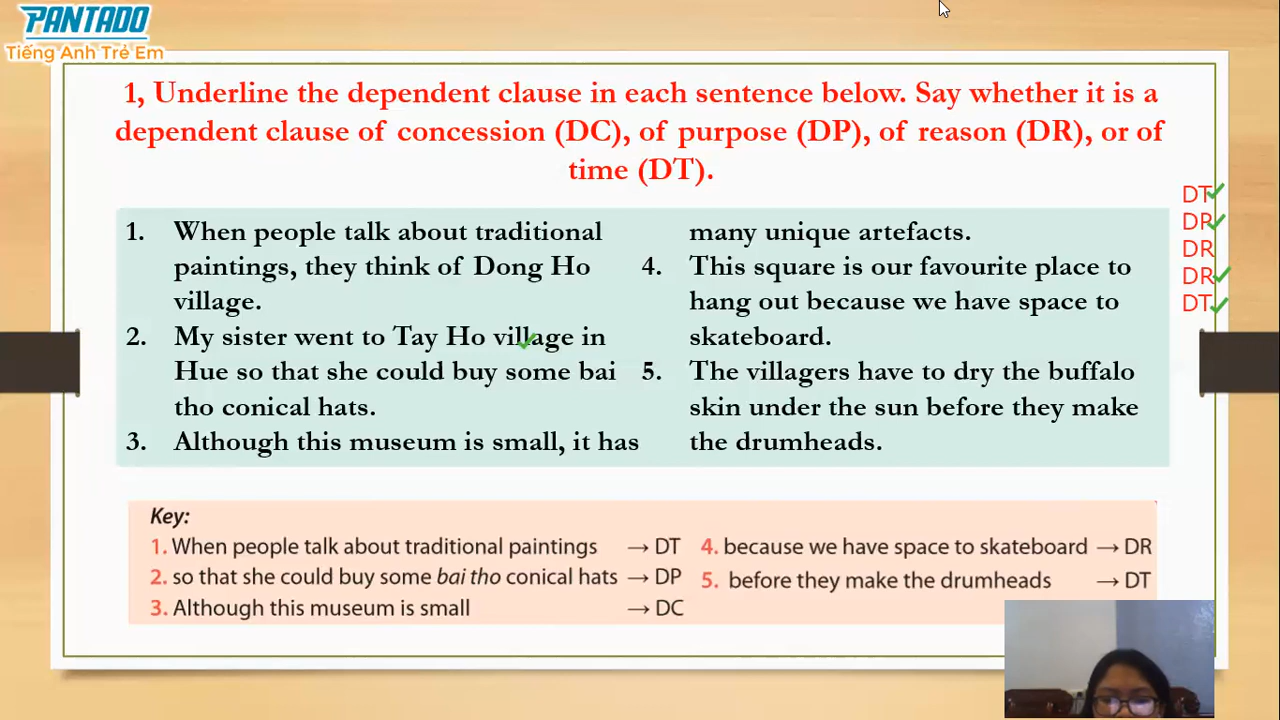 PANTADO
Tiếng Anh Trẻ Em
1, Underline the dependent clause in each sentence below. Say whether it is a
dependent clause of concession (DC), of purpose (DP), of reason (DR), or of
time (DT).
1. When people talk about traditional
paintings, they think of Dong Ho
village.
2. My sister went to Tay Ho village in
Hue so that she could buy some bai
tho conical hats.
3. Although this museum is small, it has
many unique artefacts.
4. This square is our favourite place to
hang out because we have space to
skateboard.
5. The villagers have to dry the buffalo
skin under the sun before they make
the drumheads.
DT
DP
DR
DR
DT
Key:
1. When people talk about traditional paintings → DT
2. so that she could buy some bai tho conical hats → DP
3. Although this museum is small → DC
4. because we have space to skateboard → DR
5. before they make the drumheads → DT